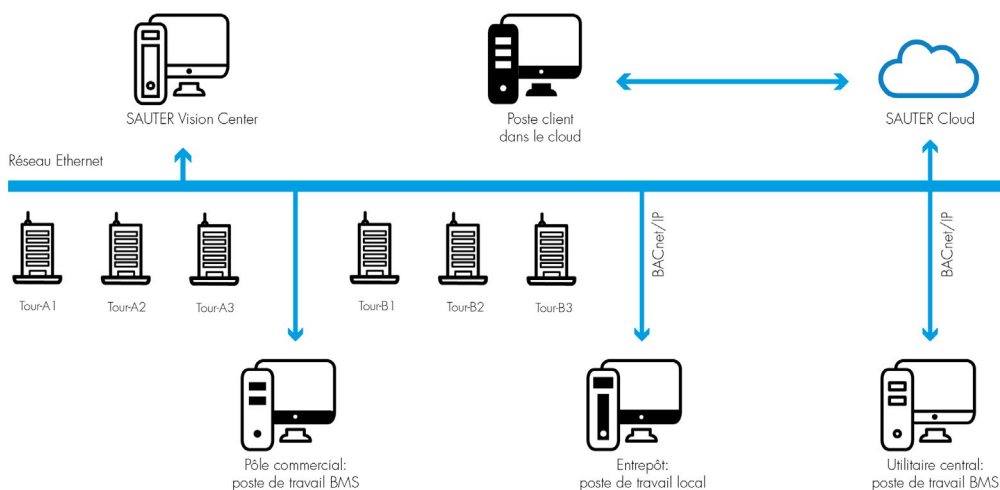 SAUTER Vision Center
Poste client
dans le cloud
SAUTER Cloud
Réseau Ethernet
BACnet/IP
BACnet/IP
Tour-A1
Tour-A2
Tour-A3
Tour-B1
Tour-B2
Tour-B3
Pôle commercial:
poste de travail BMS
Entrepôt:
poste de travail local
Utilitaire central:
poste de travail BMS